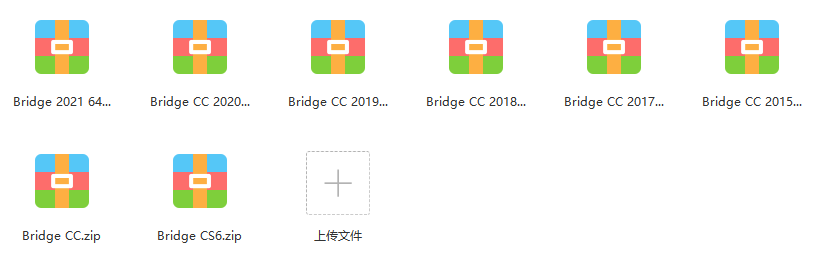 Bridge 2021 64...
Bridge CC 2020...
Bridge CC 2019...
Bridge CC 2018...
Bridge CC 2017...
Bridge CC 2015...
Bridge CC.zip
Bridge CS6.zip
上传文件